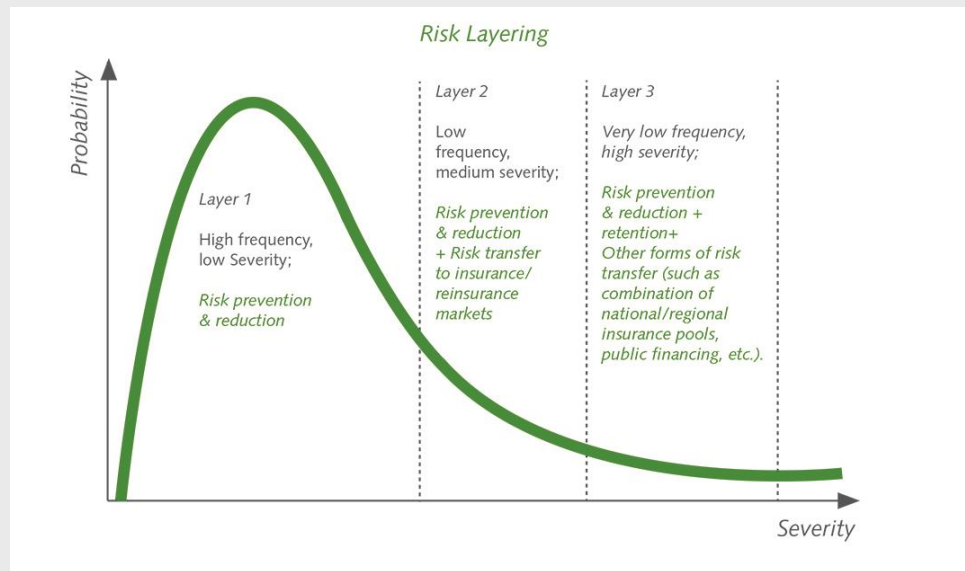 Risk Layering
Probability
Layer 1
High frequency,
low Severity;
Risk prevention
& reduction
Layer 2
Low
frequency,
medium severity;
Risk prevention
& reduction
+ Risk transfer
to insurance/
reinsurance
markets
Layer 3
Very low frequency,
high severity;
Risk prevention
& reduction +
retention+
Other forms of risk
transfer (such as
combination of
national/regional
insurance pools,
public financing, etc.).
Severity